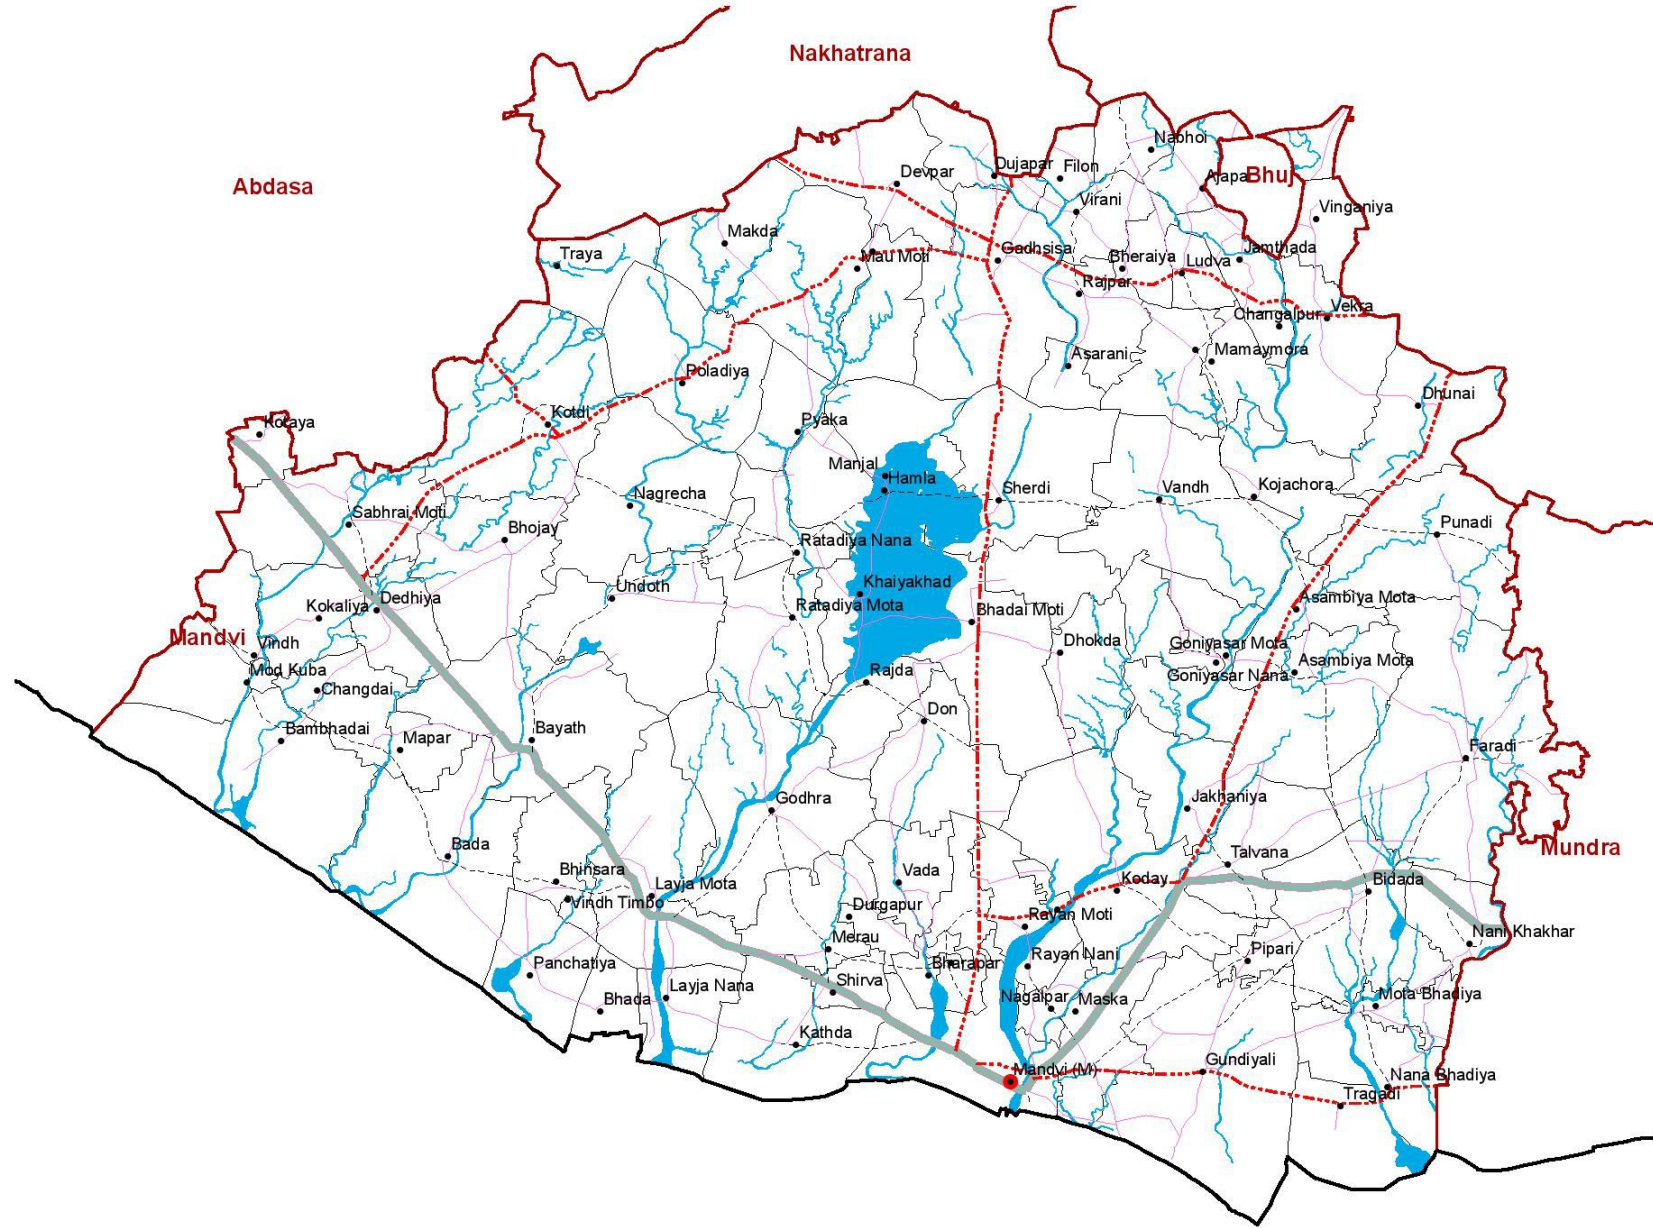 Nakhatrana
Nabhoi
Dujapar
Filon
Devpar
Ajapa
Bhuj
Abdasa
Virani
Vinganiya
Makda
Traya
Mau Moti
Gadhsisa
Bheraiya
Ludva
Jamthada
Rajpar
Changalpur
Vekra
Asarani
Mamaymora
Poladiya
Dhunai
Kotdi
Kotaya
Pyaka
Manjal
Hamla
Nagrecha
Sherdi
Vandh
Kojachora
Sabhrai Moti
Bhojay
Punadi
Ratadiya Nana
Undoth
Khaiyakhad
Dedhiya
Kokaliya
Ratadiya Mota
Bhadai Moti
Asambiya Mota
Mandvi
Vindh
Dhokda
Goniyasar Mota
Asambiya Mota
Mod Kuba
Changdai
Rajda
Goniyasar Nana
Don
Bambhadai
Mapar
Bayath
Faradi
Godhra
Jakhaniya
Bada
Talvana
Mundra
Bhinsara
Layja Mota
Vada
Koday
Bidada
Vindh Timbo
Durgapur
Rayan Moti
Merau
Nani Khakhar
Panchatiya
Bharapar
Rayan Nani
Pipari
Bhada
Layja Nana
Shirva
Nagalpar
Maska
Mota Bhadiya
Kathda
Mandvi (M)
Gundiyali
Nana Bhadiya
Tragadi